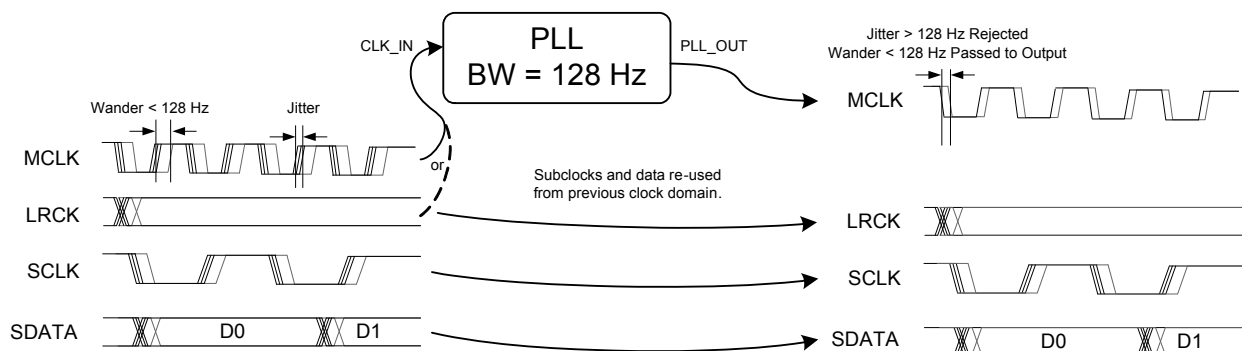 PLL
BW = 128 Hz
CLK_IN
PLL_OUT
Jitter > 128 Hz Rejected
Wander < 128 Hz Passed to Output
MCLK
Wander < 128 Hz
Jitter
MCLK
or
Subclocks and data re-used
from previous clock domain.
LRCK
LRCK
SCLK
SCLK
SDATA
D0
D1
SDATA
D0
D1